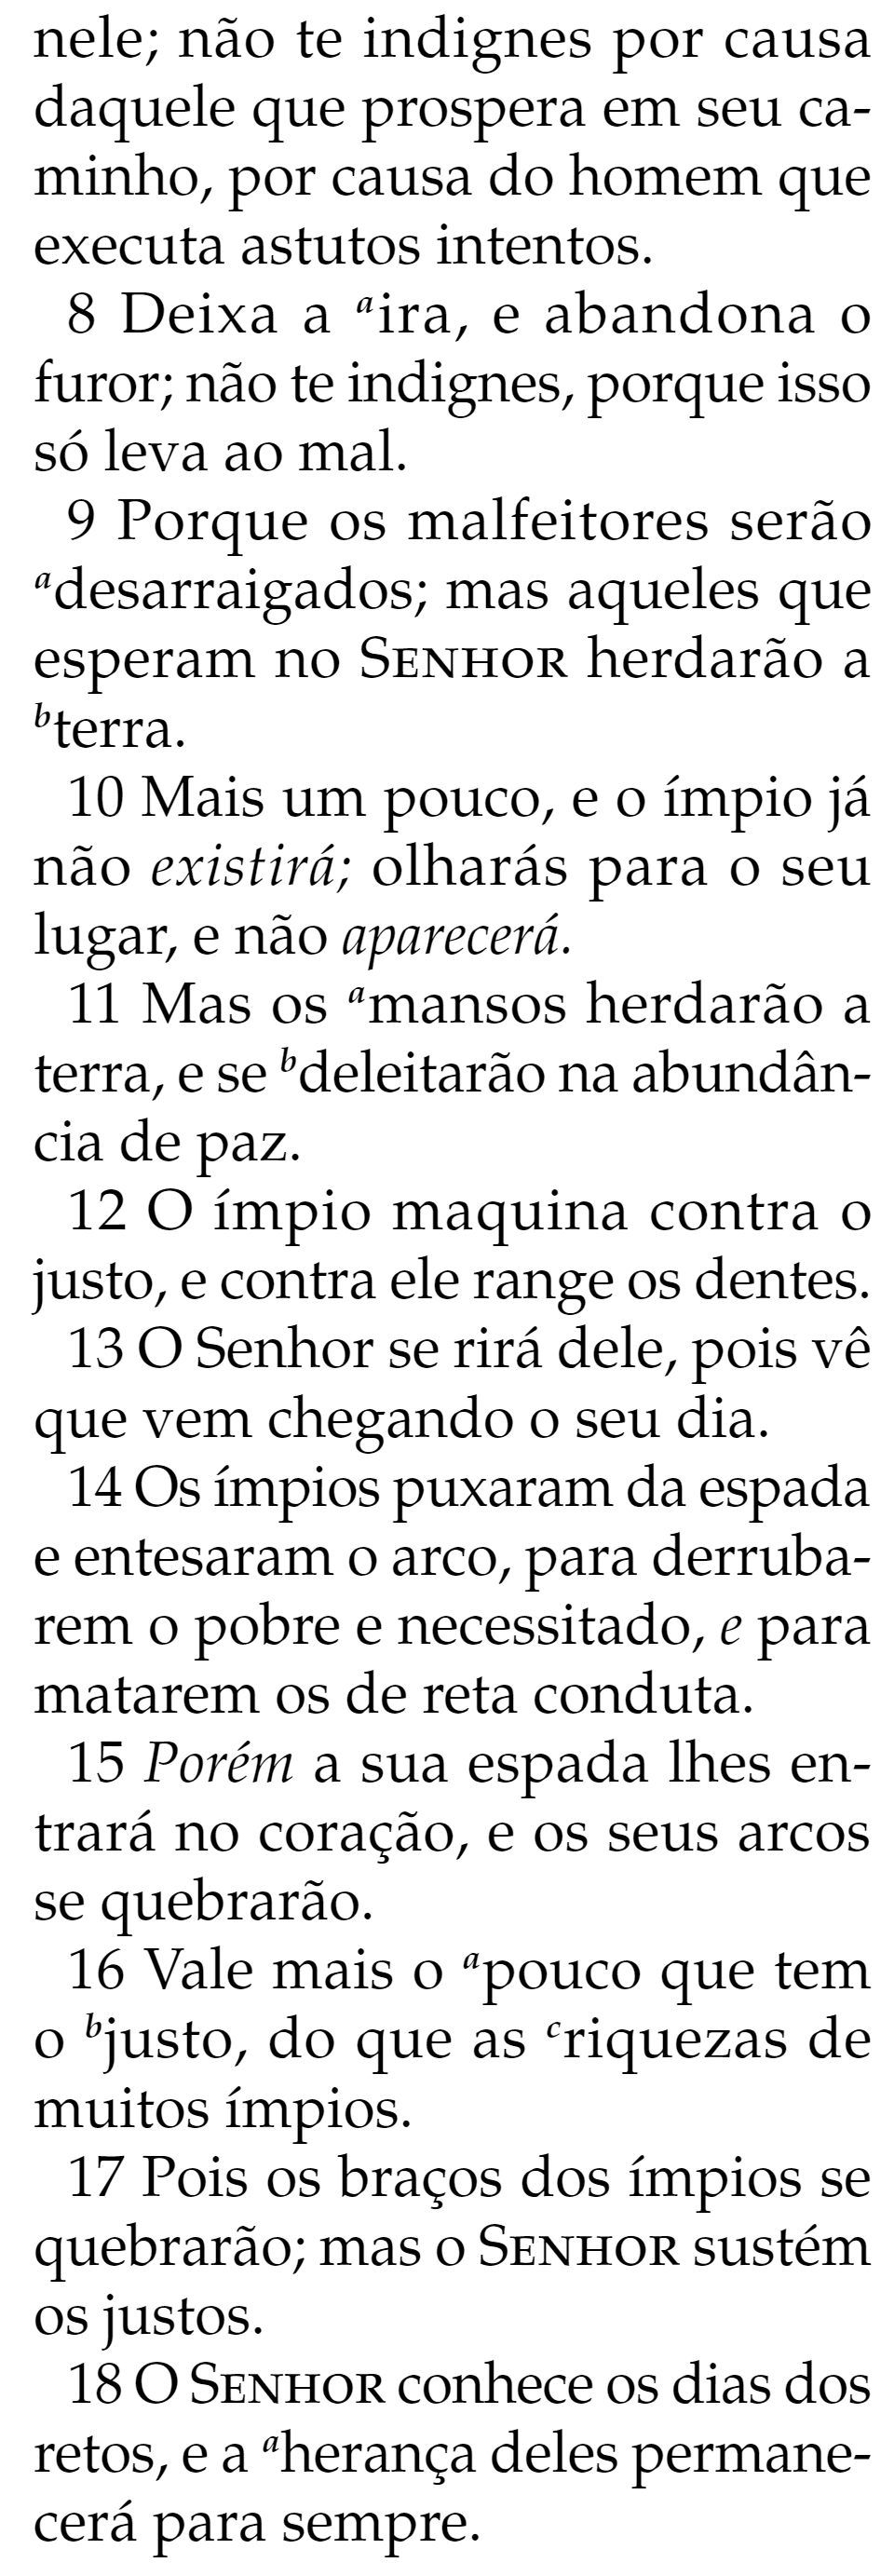 nele; não te indignes por causa
daquele que prospera em seu ca-
minho, por causa do homem que
executa astutos intentos.
8 Deixa a ᵃira, e abandona o
furor; não te indignes, porque isso
só leva ao mal.
9 Porque os malfeitores serão
ᵃdesarraigados; mas aqueles que
esperam no SENHOR herdarão a
ᵇterra.
10 Mais um pouco, e o ímpio já
não existirá; olharás para o seu
lugar, e não aparecerá.
11 Mas os ᵃmansos herdarão a
terra, e se ᵇdeleitarão na abundân-
cia de paz.
12 O ímpio maquina contra o
justo, e contra ele range os dentes.
13 O Senhor se rirá dele, pois vê
que vem chegando o seu dia.
14 Os ímpios puxaram da espada
e entesaram o arco, para derruba-
rem o pobre e necessitado, e para
matarem os de reta conduta.
15 Porém a sua espada lhes en-
trará no coração, e os seus arcos
se quebrarão.
16 Vale mais o ᵃpouco que tem
o ᵇjusto, do que as ᶜriquezas de
muitos ímpios.
17 Pois os braços dos ímpios se
quebrarão; mas o SENHOR sustém
os justos.
18 O SENHOR conhece os dias dos
retos, e a ᵃherança deles permane-
cerá para sempre.